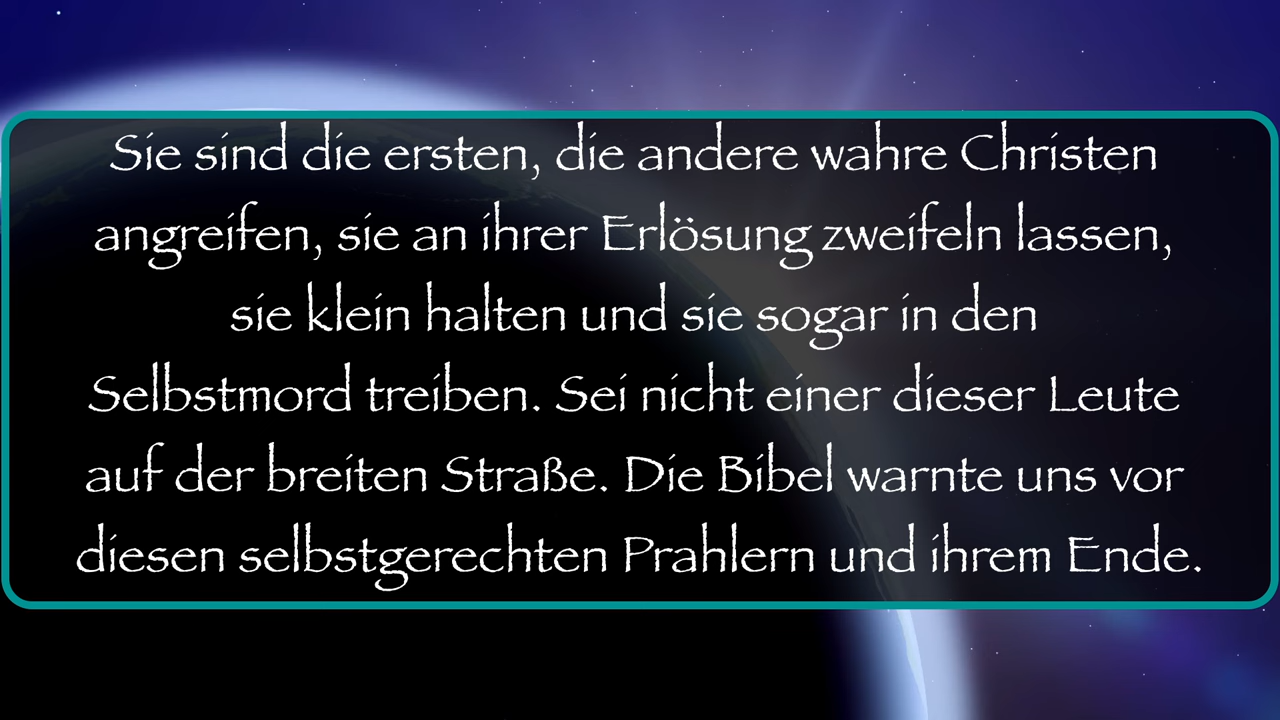 Sie sind die ersten, die andere wahre Christen
angreifen, sie an ihrer Erlösung zweifeln lassen,
sie klein halten und sie sogar in den
Selbstmord treiben. Sei nicht einer dieser Leute
auf der breiten Straße. Die Bibel warnte uns vor
diesen selbstgerechten Prahlern und ihrem Ende.